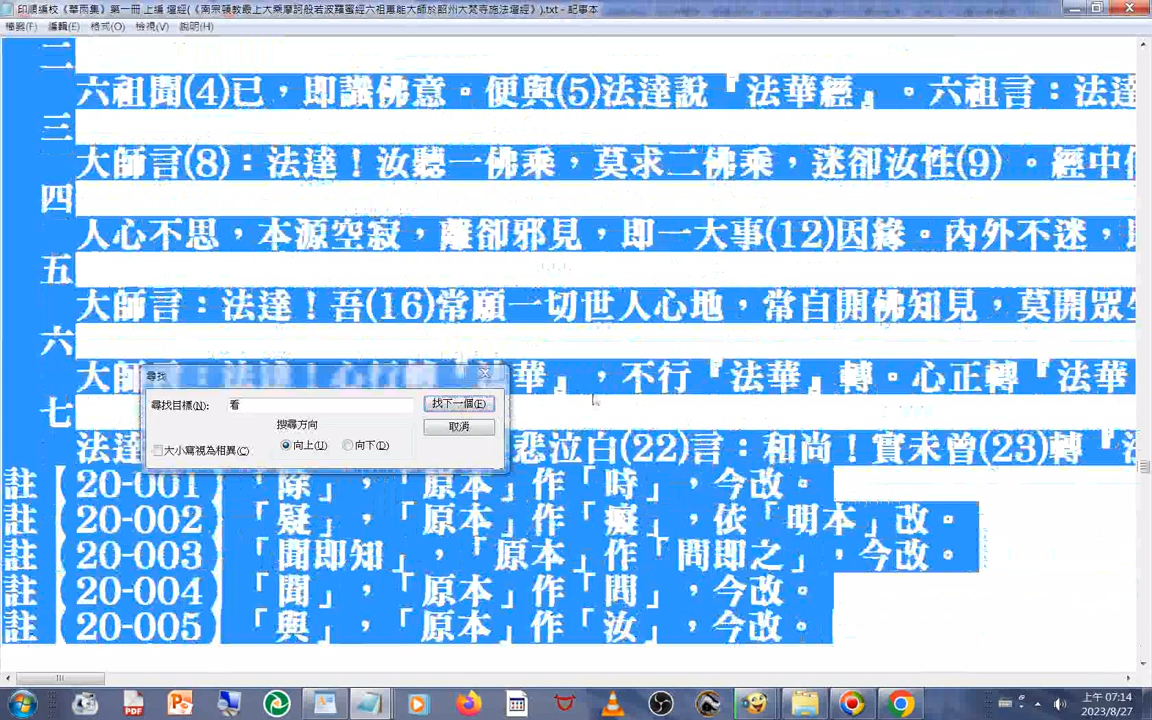 印順編校《華雨集》第一冊 上編 壇經(《南宗頓教最上大乘摩訶般若波羅蜜經六祖惠能大師於韶州大梵寺施法壇經》).txt - 記事本
檔案(F) 編輯(E) 格式(O) 檢視(V) 說明(H)
二
六祖聞(4)已，即識佛意。便與(5)法達說『法華經』。六祖言：法達
三
大師言(8)：法達！汝聽一佛乘，莫求二佛乘，迷卻汝性(9)。經中
四
人心不思，本源空寂，離卻邪見，即一大事(12)因緣。內外不迷，
五
大師言：法達！吾(16)常願一切世人心地，常自開佛知見，莫開眾
六
大師言：法達！心行轉『法華』，不行『法華』轉。心正轉『法華
七
法達 悲泣白(22)言：和尚！實未曾(23)轉『
尋找
尋找目標(N): 看
找下一個(F)
搜尋方向
取消
大小寫視為相異(C) 向上(U) 向下(D)
註【20-001】「除」，「原本」作「時」，今改。
註【20-002】「疑」，「原本」作「癡」，依「明本」改。
註【20-003】「聞即知」，「原本」作「問即之」，今改。
註【20-004】「聞」，「原本」作「問」，今改。
註【20-005】「與」，「原本」作「汝」，今改。
上午 07:14
2023/8/27